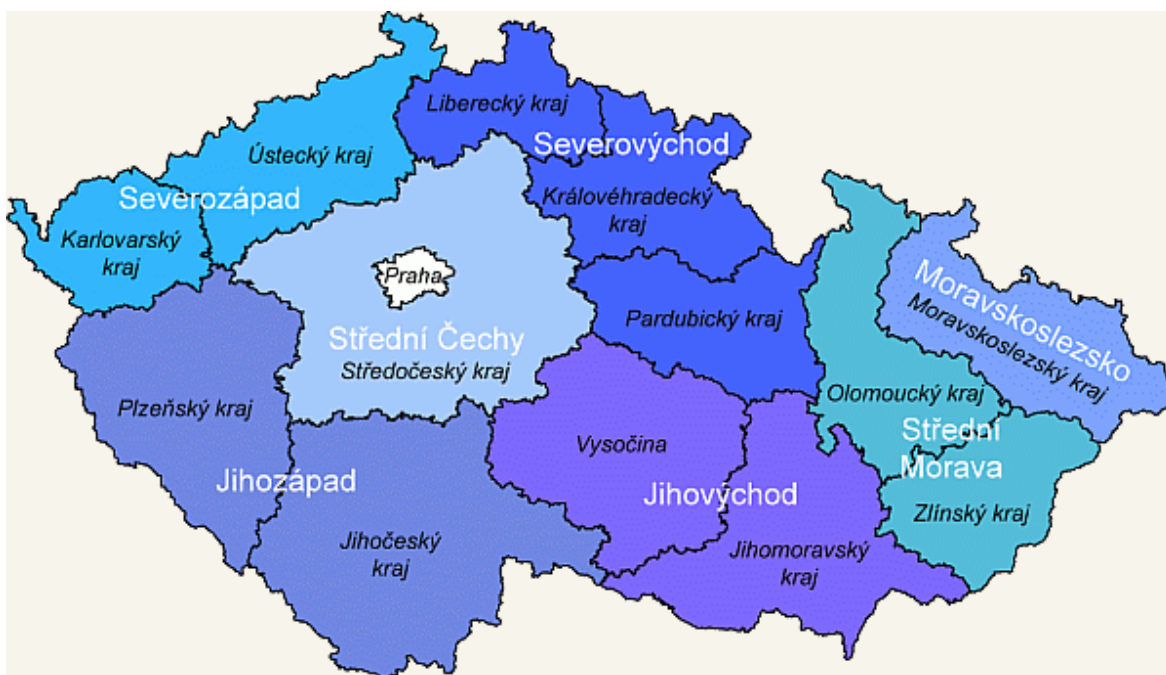 Liberecký kraj
Severovýchod
Ústecký kraj
Severozápad
Královéhradecký
kraj
Karlovarský
kraj
Praha
Moravskoslezsko
Moravskoslezský kraj
Pardubický kraj
Střední Čechy
Středočeský kraj
Plzeňský kraj
Olomoucký kraj
Střední
Morava
Vysočina
Jihozápad
Jihovýchod
Zlínský kraj
Jihočeský
kraj
Jihomoravský
kraj